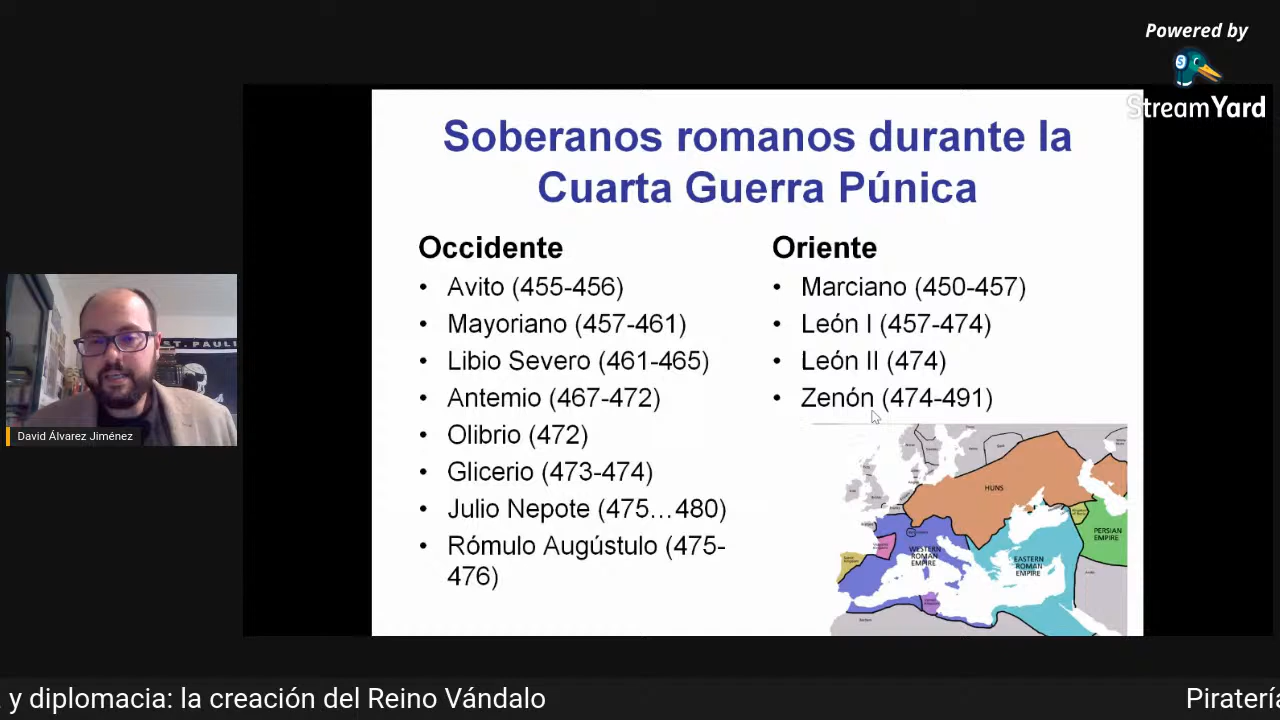 Powered by
StreamYard
Soberanos romanos durante la
Cuarta Guerra Púnica
Occidente
• Avito (455-456)
• Mayoriano (457-461)
• Libio Severo (461-465)
• Antemio (467-472)
• Olibrio (472)
• Glicerio (473-474)
• Julio Nepote (475...480)
• Rómulo Augústulo (475-
476)
Oriente
• Marciano (450-457)
• León I (457-474)
• León II (474)
• Zenón (474-491)
HUNS
WESTERN
ROMAN
EMPIRE
EASTERN
ROMAN
EMPIRE
PERSIAN
EMPIRE
ST. PAULI
David Álvarez Jiménez
y diplomacia: la creación del Reino Vándalo
Piratería